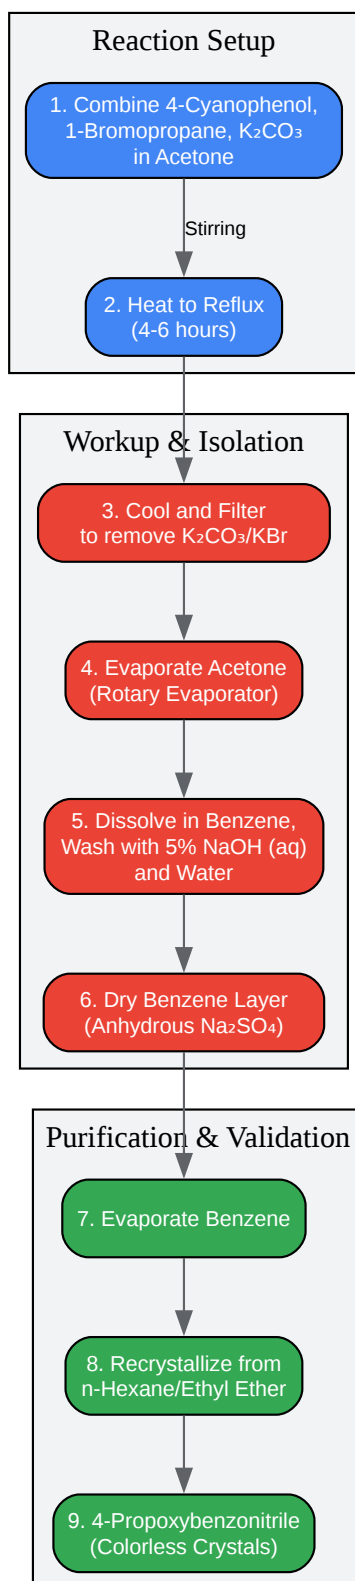 Reaction Setup
1. Combine 4-Cyanophenol,
1-Bromopropane, K₂CO₃
in Acetone
Stirring
2. Heat to Reflux
(4-6 hours)
Workup & Isolation
3. Cool and Filter
to remove K₂CO₃/KBr
4. Evaporate Acetone
(Rotary Evaporator)
5. Dissolve in Benzene,
Wash with 5% NaOH (aq)
and Water
6. Dry Benzene Layer
(Anhydrous Na₂SO₄)
Purification & Validation
7. Evaporate Benzene
8. Recrystallize from
n-Hexane/Ethyl Ether
9. 4-Propoxybenzonitrile
(Colorless Crystals)